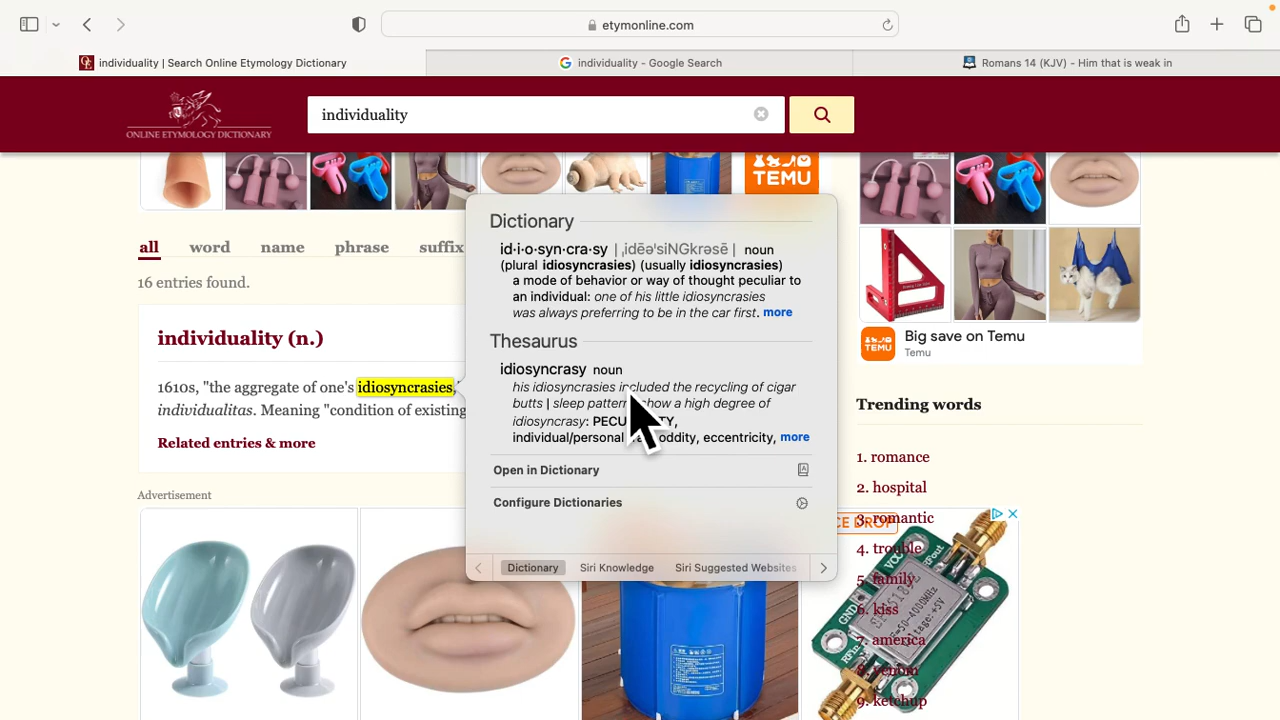 etymonline.com
individuality | Search Online Etymology Dictionary
individuality - Google Search
Romans 14 (KJV) - Him that is weak in
ONLINE ETYMOLOGY DICTIONARY
individuality
TEMU
all word name phrase suffix
16 entries found.
individuality (n.)
1610s, "the aggregate of one's idiosyncrasies,
individualitas. Meaning "condition of existing
Related entries & more
Advertisement
Dictionary
id·i·o·syn·cra·sy | ˌidēəˈsiNGkrəsē | noun
(plural idiosyncrasies) (usually idiosyncrasies)
a mode of behavior or way of thought peculiar to
an individual: one of his little idiosyncrasies
was always preferring to be in the car first. more
Thesaurus
idiosyncrasy noun
his idiosyncrasies included the recycling of cigar
butts | sleep patterns show a high degree of
idiosyncrasy:
individual/personal oddity, eccentricity, more
Open in Dictionary
Configure Dictionaries
Dictionary Siri Knowledge Siri Suggested Websites
TEMU
Big save on Temu
Temu
Trending words
1. romance
2. hospital
3. romantic
4. trouble
5. family
6. kiss
7. america
9. ketchup
GND